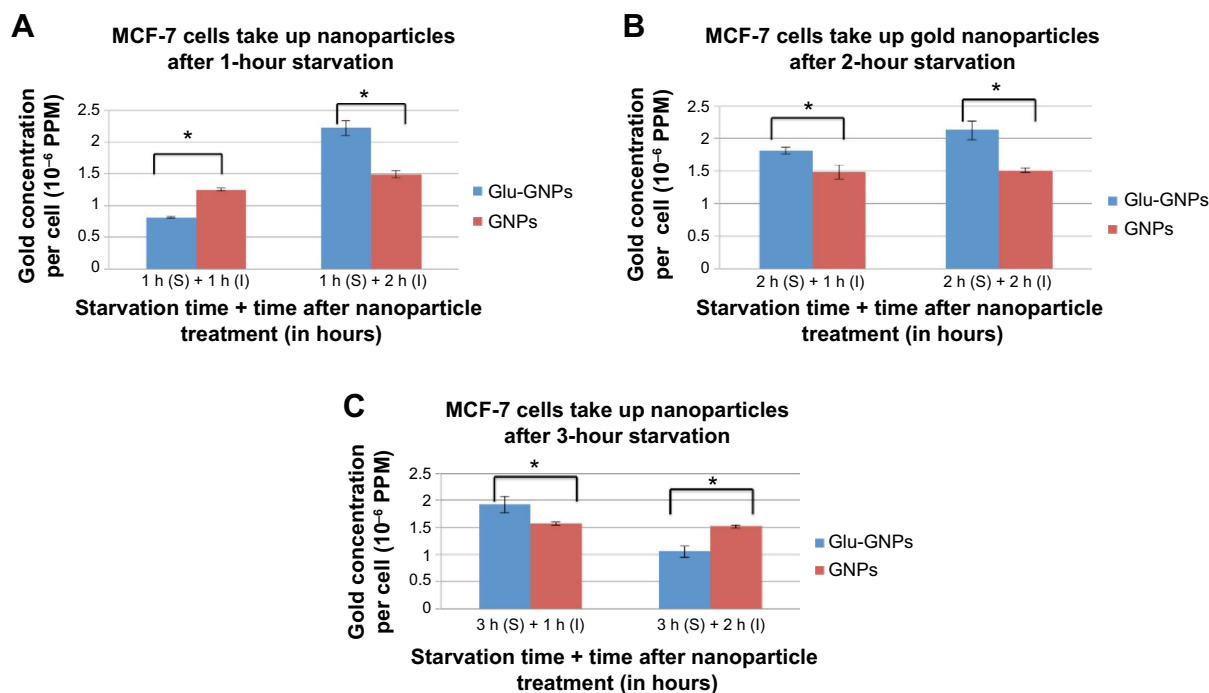 A
MCF-7 cells take up nanoparticles
after 1-hour starvation
Gold concentration
per cell (10⁻⁶ PPM)
2.5
2
1.5
1
0.5
0
*
*
1 h (S) + 1 h (I)
1 h (S) + 2 h (I)
Glu-GNPs
GNPs
Starvation time + time after nanoparticle
treatment (in hours)
B
MCF-7 cells take up gold nanoparticles
after 2-hour starvation
Gold concentration
per cell (10⁻⁶ PPM)
2.5
2
1.5
1
0.5
0
*
*
2 h (S) + 1 h (I)
2 h (S) + 2 h (I)
Glu-GNPs
GNPs
Starvation time + time after nanoparticle
treatment (in hours)
C
MCF-7 cells take up nanoparticles
after 3-hour starvation
Gold concentration
per cell (10⁻⁶ PPM)
2.5
2
1.5
1
0.5
0
*
*
3 h (S) + 1 h (I)
3 h (S) + 2 h (I)
Glu-GNPs
GNPs
Starvation time + time after nanoparticle
treatment (in hours)